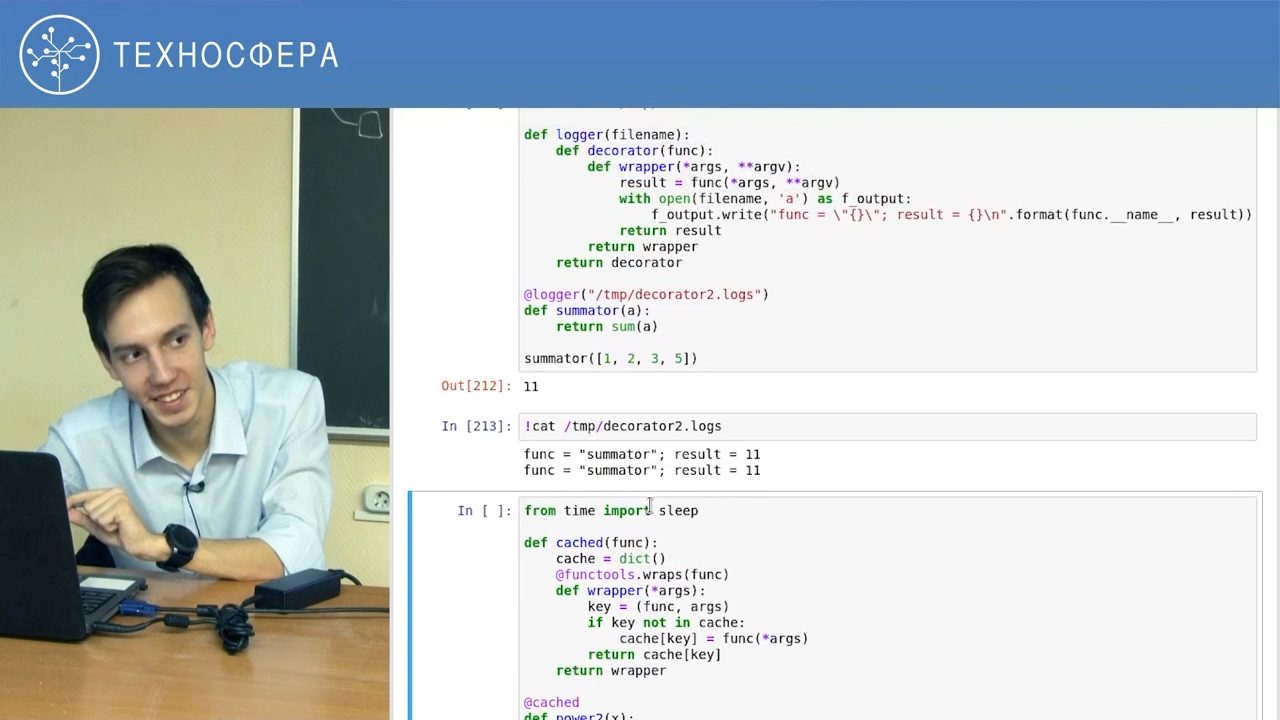 ТЕХНОСФЕРА
def logger(filename):
    def decorator(func):
        def wrapper(*args, **argv):
            result = func(*args, **argv)
            with open(filename, 'a') as f_output:
                f_output.write("func = \"{}\"; result = {}\n".format(func.__name__, result))
            return result
        return wrapper
    return decorator
@logger("/tmp/decorator2.logs")
def summator(a):
    return sum(a)
summator([1, 2, 3, 5])
Out[212]: 11
In [213]: !cat /tmp/decorator2.logs
func = "summator"; result = 11
func = "summator"; result = 11
In [ ]: from time import sleep
def cached(func):
    cache = dict()
    @functools.wraps(func)
    def wrapper(*args):
        key = (func, args)
        if key not in cache:
            cache[key] = func(*args)
        return cache[key]
    return wrapper
@cached
def power2(x):